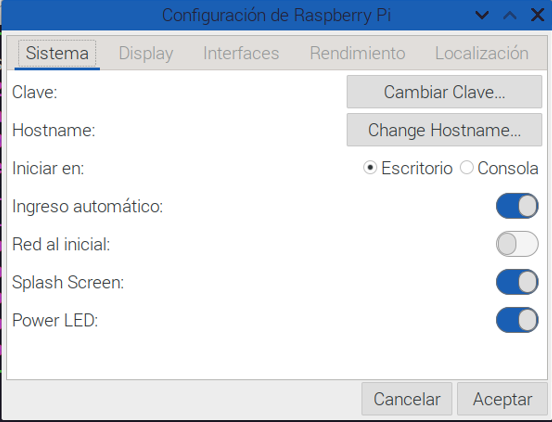 Configuración de Raspberry Pi
Sistema Display Interfaces Rendimiento Localización
Clave: Cambiar Clave...
Hostname: Change Hostname...
Iniciar en: Escritorio Consola
Ingreso automático:
Red al inicial:
Splash Screen:
Power LED:
Cancelar Aceptar